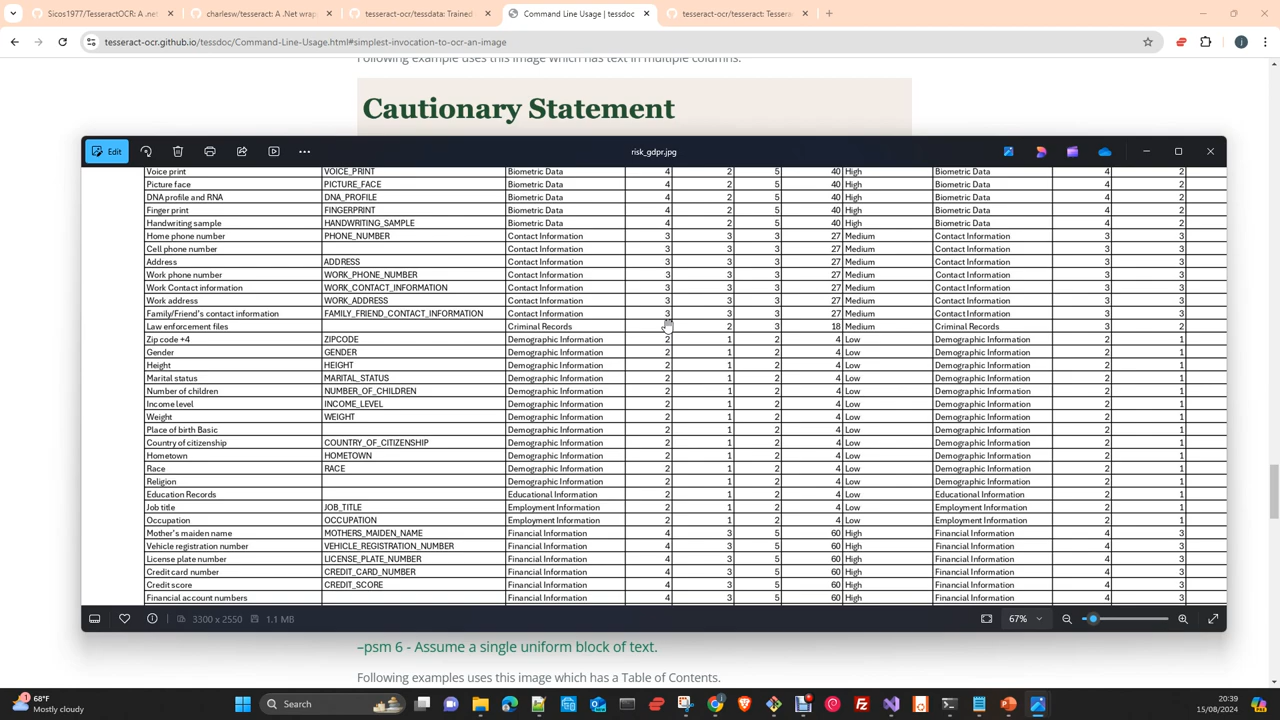 Sicos1977/TesseractOCR: A .net
charlesw/tesseract: A .Net wrapp
tesseract-ocr/tessdata: Trained
Command Line Usage | tessdoc
tesseract-ocr/tesseract: Tessera
tesseract-ocr.github.io/tessdoc/Command-Line-Usage.html#simplest-invocation-to-ocr-an-image
Following example uses this image which has text in multiple columns.
Cautionary Statement
Edit
risk_gdpr.jpg
Voice print VOICE_PRINT Biometric Data 4 2 5 40 High Biometric Data 4 2
Picture face PICTURE_FACE Biometric Data 4 2 5 40 High Biometric Data 4 2
DNA profile and RNA DNA_PROFILE Biometric Data 4 2 5 40 High Biometric Data 4 2
Finger print FINGERPRINT Biometric Data 4 2 5 40 High Biometric Data 4 2
Handwriting sample HANDWRITING_SAMPLE Biometric Data 4 2 5 40 High Biometric Data 4 2
Home phone number PHONE_NUMBER Contact Information 3 3 3 27 Medium Contact Information 3 3
Cell phone number Contact Information 3 3 3 27 Medium Contact Information 3 3
Address ADDRESS Contact Information 3 3 3 27 Medium Contact Information 3 3
Work phone number WORK_PHONE_NUMBER Contact Information 3 3 3 27 Medium Contact Information 3 3
Work Contact information WORK_CONTACT_INFORMATION Contact Information 3 3 3 27 Medium Contact Information 3 3
Work address WORK_ADDRESS Contact Information 3 3 3 27 Medium Contact Information 3 3
Family/Friend's contact information FAMILY_FRIEND_CONTACT_INFORMATION Contact Information 3 3 3 27 Medium Contact Information 3 3
Law enforcement files Criminal Records 2 3 18 Medium Criminal Records 3 2
Zip code +4 ZIPCODE Demographic Information 2 1 2 4 Low Demographic Information 2 1
Gender GENDER Demographic Information 2 1 2 4 Low Demographic Information 2 1
Height HEIGHT Demographic Information 2 1 2 4 Low Demographic Information 2 1
Marital status MARITAL_STATUS Demographic Information 2 1 2 4 Low Demographic Information 2 1
Number of children NUMBER_OF_CHILDREN Demographic Information 2 1 2 4 Low Demographic Information 2 1
Income level INCOME_LEVEL Demographic Information 2 1 2 4 Low Demographic Information 2 1
Weight WEIGHT Demographic Information 2 1 2 4 Low Demographic Information 2 1
Place of birth Basic Demographic Information 2 1 2 4 Low Demographic Information 2 1
Country of citizenship COUNTRY_OF_CITIZENSHIP Demographic Information 2 1 2 4 Low Demographic Information 2 1
Hometown HOMETOWN Demographic Information 2 1 2 4 Low Demographic Information 2 1
Race RACE Demographic Information 2 1 2 4 Low Demographic Information 2 1
Religion Demographic Information 2 1 2 4 Low Demographic Information 2 1
Education Records Educational Information 2 1 2 4 Low Educational Information 2 1
Job title JOB_TITLE Employment Information 2 1 2 4 Low Employment Information 2 1
Occupation OCCUPATION Employment Information 2 1 2 4 Low Employment Information 2 1
Mother's maiden name MOTHERS_MAIDEN_NAME Financial Information 4 3 5 60 High Financial Information 4 3
Vehicle registration number VEHICLE_REGISTRATION_NUMBER Financial Information 4 3 5 60 High Financial Information 4 3
License plate number LICENSE_PLATE_NUMBER Financial Information 4 3 5 60 High Financial Information 4 3
Credit card number CREDIT_CARD_NUMBER Financial Information 4 3 5 60 High Financial Information 4 3
Credit score CREDIT_SCORE Financial Information 4 3 5 60 High Financial Information 4 3
Financial account numbers Financial Information 4 3 5 60 High Financial Information 4 3
3300 x 2550 1.1 MB
67%
–psm 6 - Assume a single uniform block of text.
Following examples uses this image which has a Table of Contents.
68°F
Mostly cloudy
Search
20:39
15/08/2024